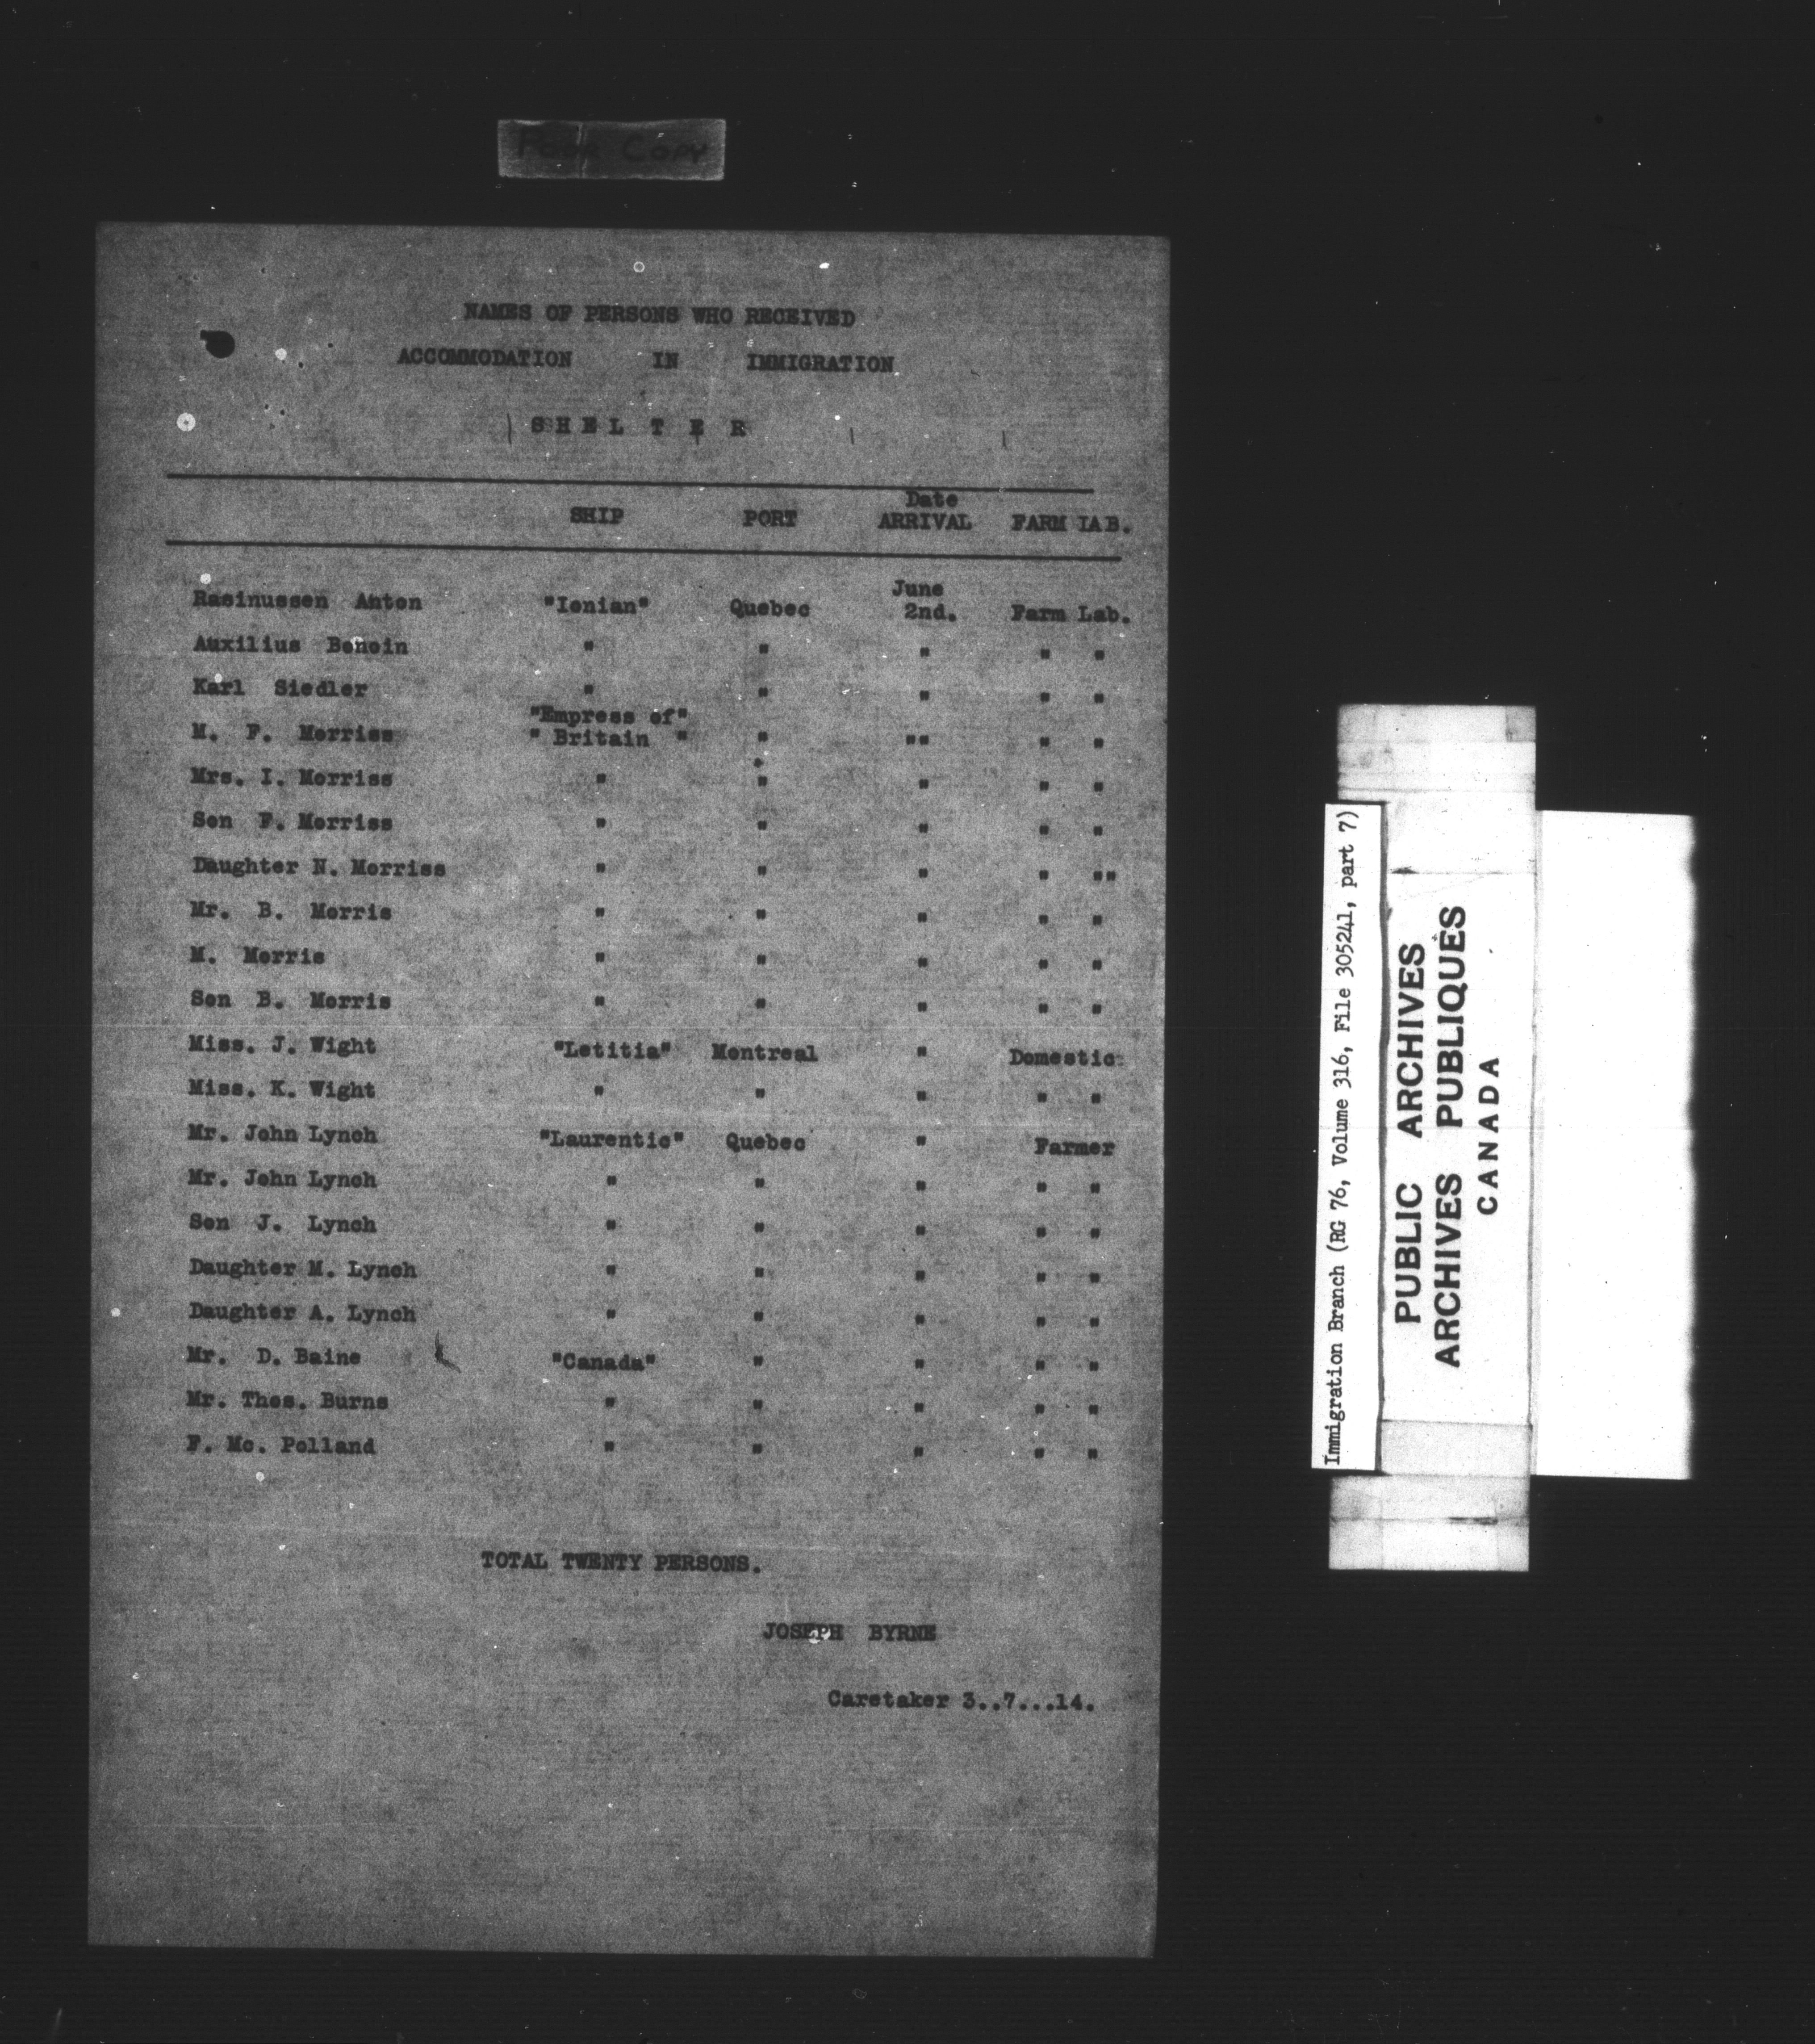 Poor Copy
NAMES OF PERSONS WHO RECEIVED
ACCOMMODATION IN IMMIGRATION
S H E L T E R
SHIP PORT Date ARRIVAL FARM LAB.
Rasinussen Anton "Ionian" Quebec June 2nd. Farm Lab.
Auxilius Benoin " " " " "
Karl Siedler " " " " "
M. F. Morriss "Empress of" " Britain " " "" " "
Mrs. I. Morriss " " " " "
Son F. Morriss " " " " "
Daughter N. Morriss " " " " ""
Mr. B. Morris " " " " "
M. Morris " " " " "
Son B. Morris " " " " "
Miss. J. Wight "Letitia" Montreal " Domestic
Miss. K. Wight " " " " "
Mr. John Lynch "Laurentic" Quebec " Farmer
Mr. John Lynch " " " " "
Son J. Lynch " " " " "
Daughter M. Lynch " " " " "
Daughter A. Lynch " " " " "
Mr. D. Baine "Canada" " " " "
Mr. Thos. Burns " " " " "
F. Mc. Polland " " " " "
TOTAL TWENTY PERSONS.
JOSEPH BYRNE
Caretaker 3..7...14.
Immigration Branch (RG 76, Volume 316, File 305241, part 7)
PUBLIC ARCHIVES
ARCHIVES PUBLIQUES
CANADA